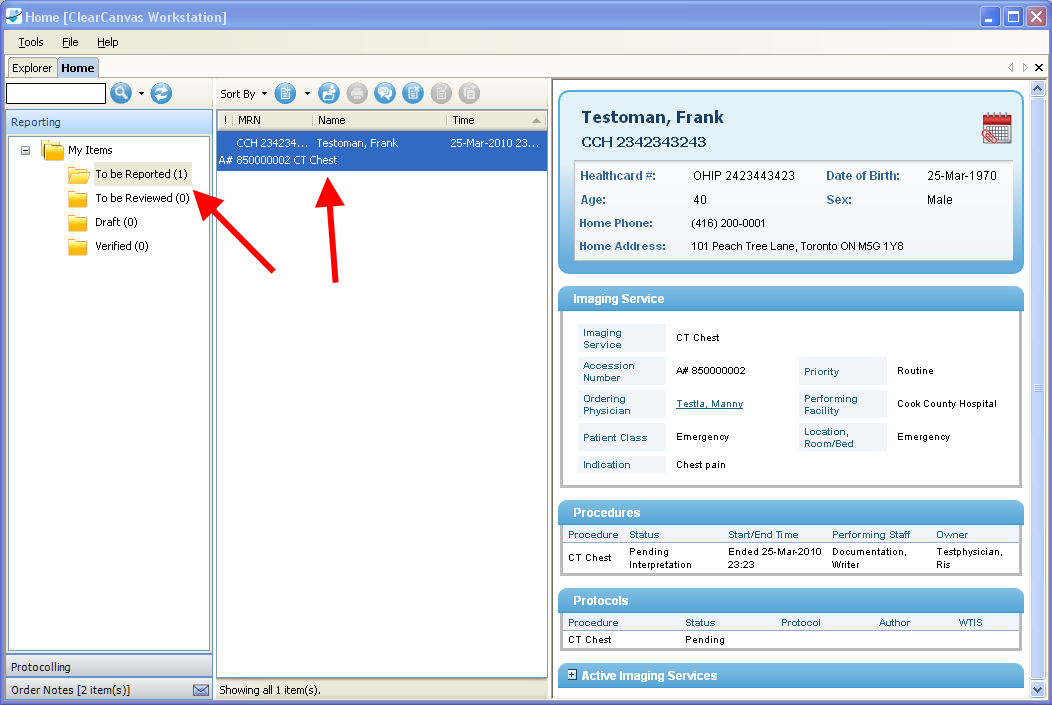 Home [ClearCanvas Workstation]
Tools File Help
Explorer Home
Sort By
Reporting
My Items
To be Reported (1)
To be Reviewed (0)
Draft (0)
Verified (0)
Protocolling
Order Notes [2 item(s)]
! MRN Name Time
CCH 234234... Testoman, Frank 25-Mar-2010 23...
A# 850000002 CT Chest
Showing all 1 item(s).
Testoman, Frank
CCH 2342343243
Healthcard #: OHIP 2423443423 Date of Birth: 25-Mar-1970
Age: 40 Sex: Male
Home Phone: (416) 200-0001
Home Address: 101 Peach Tree Lane, Toronto ON M5G 1Y8
Imaging Service
Imaging
Service
CT Chest
Accession
Number
A# 850000002
Priority
Routine
Ordering
Physician
Testla, Manny
Performing
Facility
Cook County Hospital
Patient Class
Emergency
Location,
Room/Bed
Emergency
Indication
Chest pain
Procedures
Procedure Status Start/End Time Performing Staff Owner
CT Chest
Pending
Interpretation
Ended 25-Mar-2010
23:23
Documentation,
Writer
Testphysician,
Ris
Protocols
Procedure Status Protocol Author WTIS
CT Chest Pending
Active Imaging Services